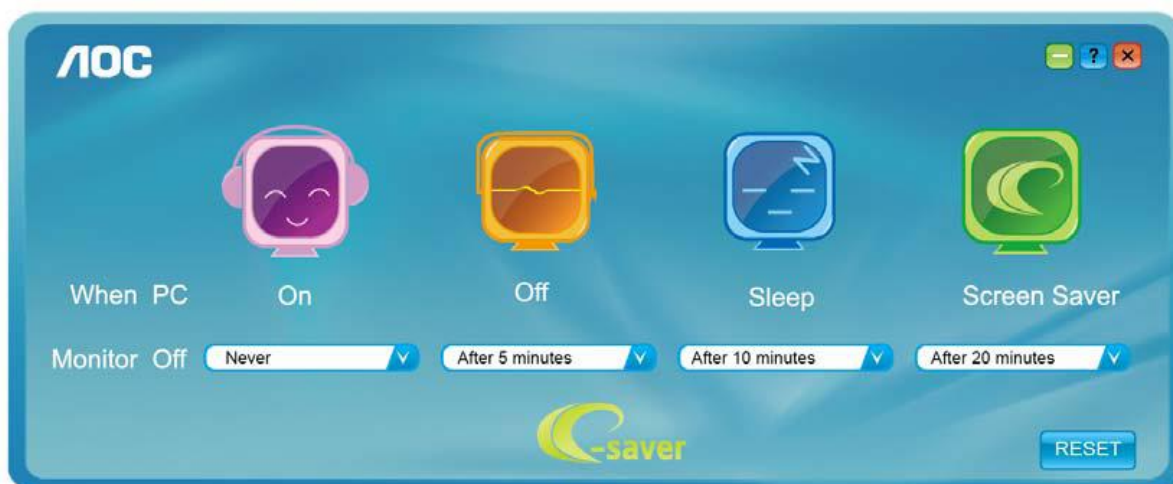 AOC
?
When PC On Off Sleep Screen Saver
Monitor Off Never After 5 minutes After 10 minutes After 20 minutes
e-saver
RESET